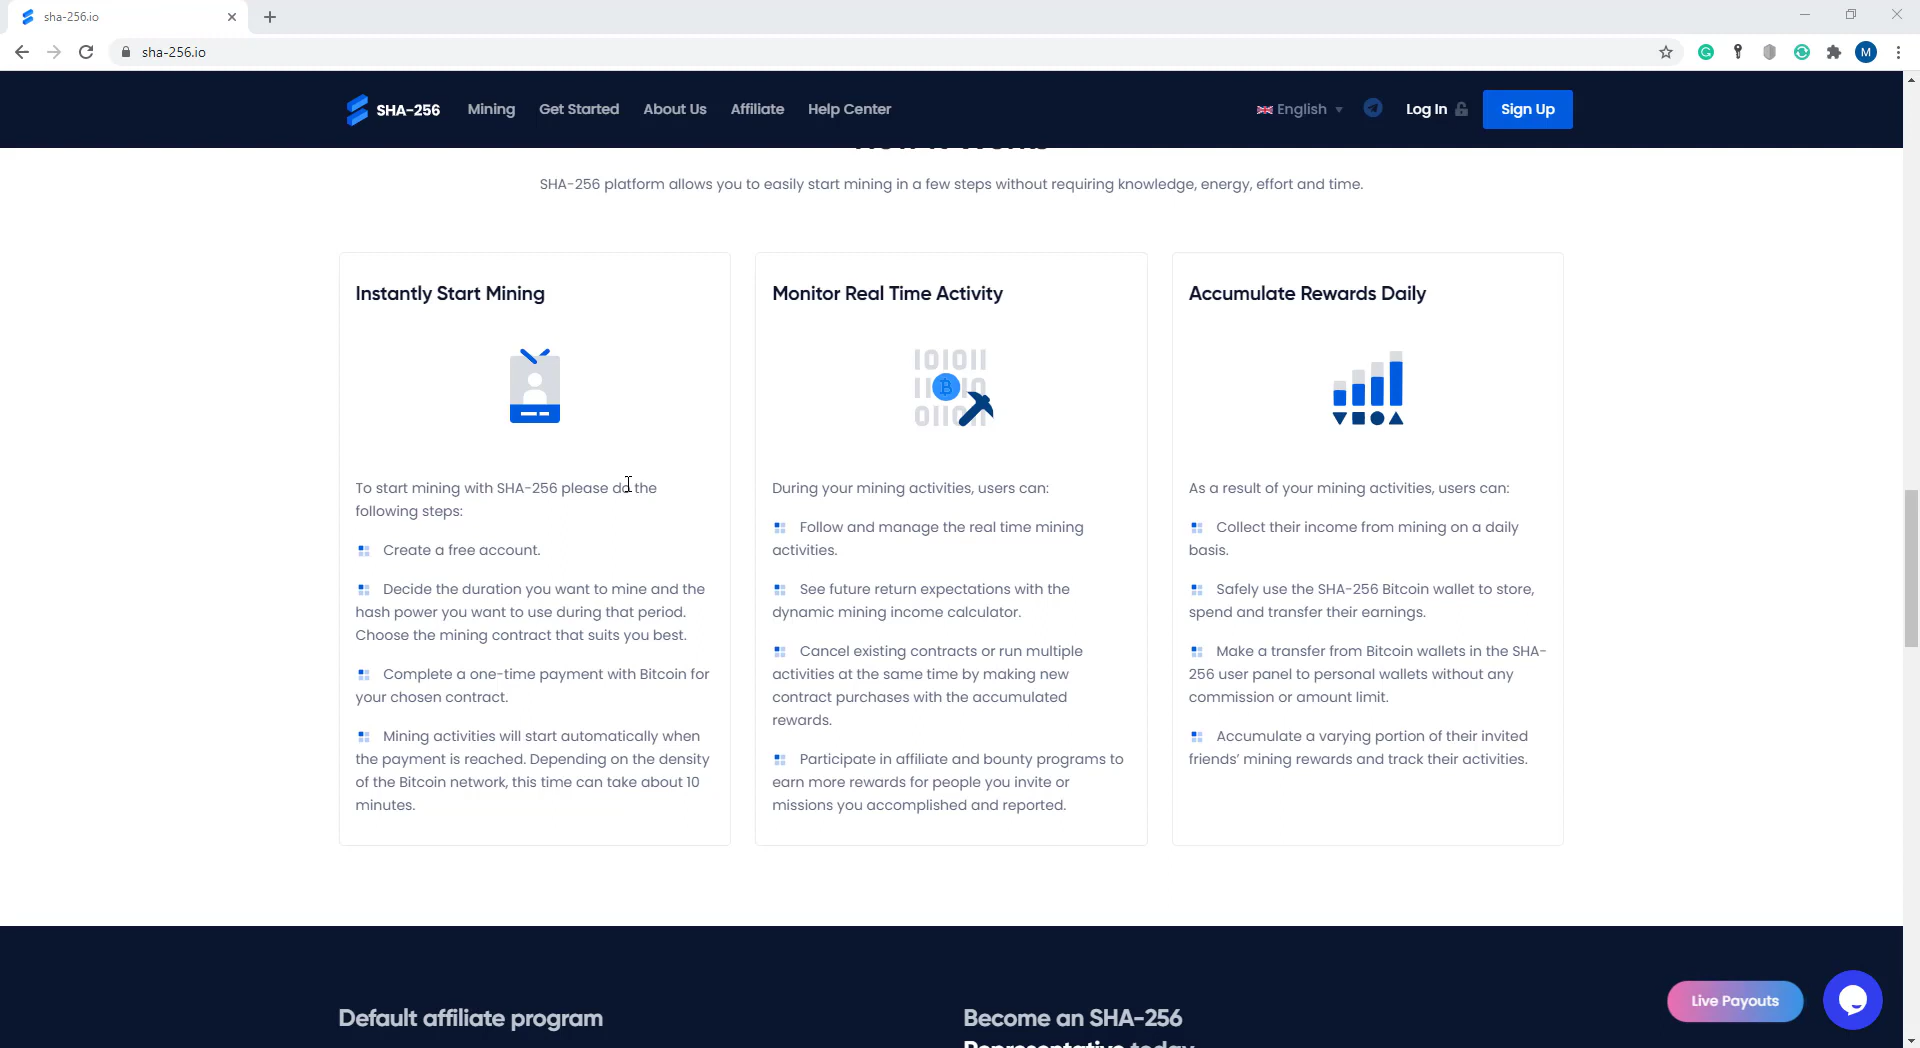 sha-256.io
sha-256.io
M
SHA-256
Mining
Get Started
About Us
Affiliate
Help Center
English
Log In
Sign Up
How It Works
SHA-256 platform allows you to easily start mining in a few steps without requiring knowledge, energy, effort and time.
Instantly Start Mining
To start mining with SHA-256 please do the
following steps:
Create a free account.
Decide the duration you want to mine and the
hash power you want to use during that period.
Choose the mining contract that suits you best.
Complete a one-time payment with Bitcoin for
your chosen contract.
Mining activities will start automatically when
the payment is reached. Depending on the density
of the Bitcoin network, this time can take about 10
minutes.
Monitor Real Time Activity
During your mining activities, users can:
Follow and manage the real time mining
activities.
See future return expectations with the
dynamic mining income calculator.
Cancel existing contracts or run multiple
activities at the same time by making new
contract purchases with the accumulated
rewards.
Participate in affiliate and bounty programs to
earn more rewards for people you invite or
missions you accomplished and reported.
Accumulate Rewards Daily
As a result of your mining activities, users can:
Collect their income from mining on a daily
basis.
Safely use the SHA-256 Bitcoin wallet to store,
spend and transfer their earnings.
Make a transfer from Bitcoin wallets in the SHA-
256 user panel to personal wallets without any
commission or amount limit.
Accumulate a varying portion of their invited
friends’ mining rewards and track their activities.
Default affiliate program
Become an SHA-256
Representative today
Live Payouts